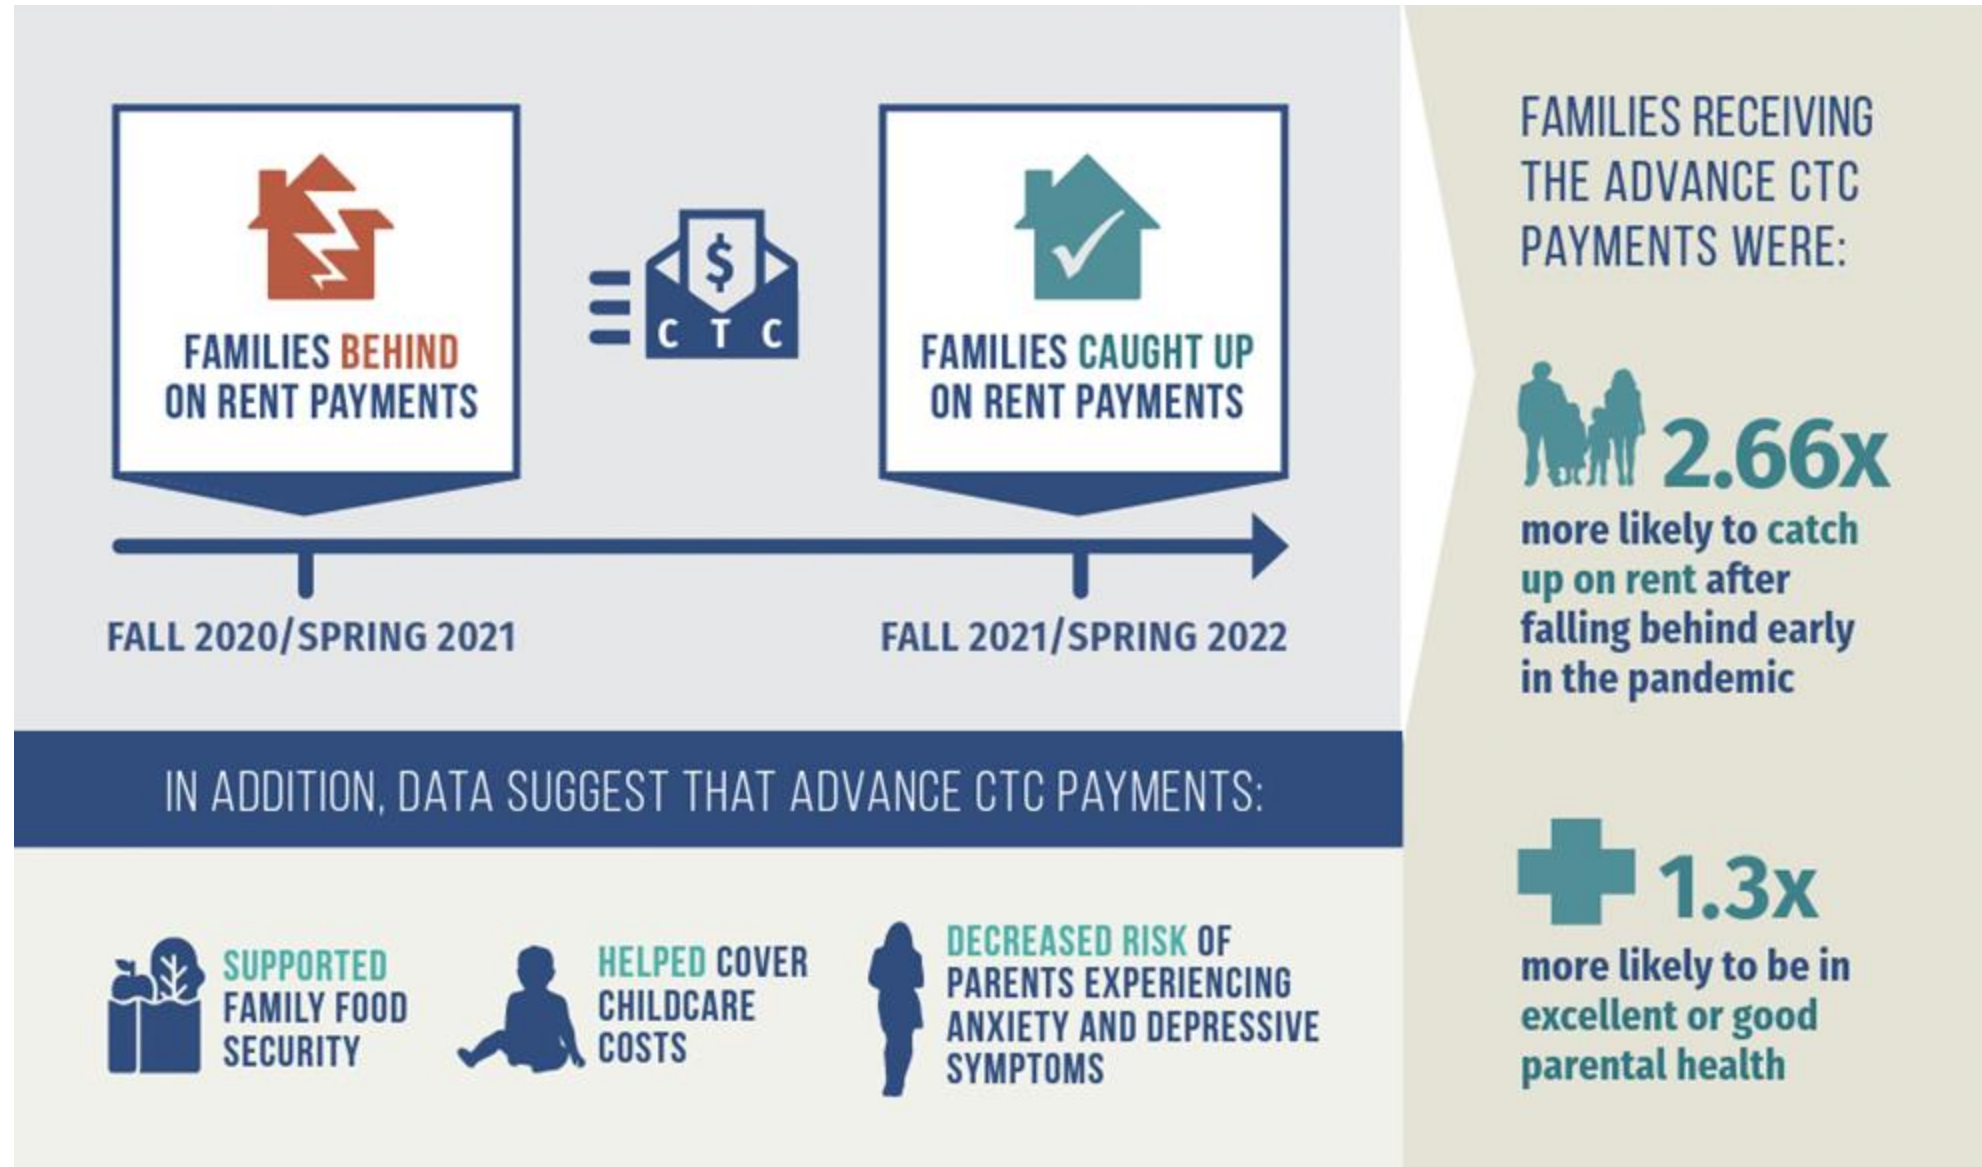 FAMILIES BEHIND
ON RENT PAYMENTS
$
C T C
FAMILIES CAUGHT UP
ON RENT PAYMENTS
FALL 2020/SPRING 2021
FALL 2021/SPRING 2022
FAMILIES RECEIVING
THE ADVANCE CTC
PAYMENTS WERE:
2.66x
more likely to catch
up on rent after
falling behind early
in the pandemic
1.3x
more likely to be in
excellent or good
parental health
IN ADDITION, DATA SUGGEST THAT ADVANCE CTC PAYMENTS:
SUPPORTED
FAMILY FOOD
SECURITY
HELPED COVER
CHILDCARE
COSTS
DECREASED RISK OF
PARENTS EXPERIENCING
ANXIETY AND DEPRESSIVE
SYMPTOMS